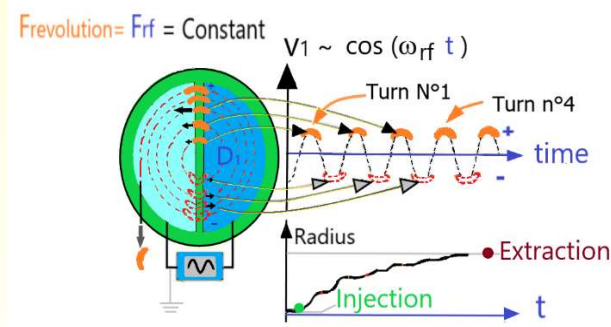 Frevolution= Frf = Constant
V1 ~ cos (ωrf t)
Turn N°1
Turn n°4
+
D1
+
time
-
-
Radius
Extraction
Injection
t